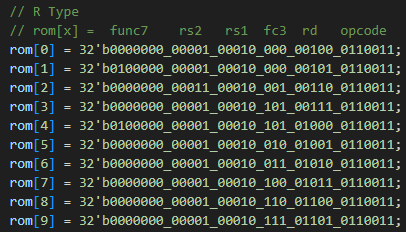 // R Type
// rom[x] =  func7    rs2   rs1  fc3  rd   opcode
rom[0] = 32'b0000000_00001_00010_000_00100_0110011;
rom[1] = 32'b0100000_00001_00010_000_00101_0110011;
rom[2] = 32'b0000000_00011_00010_001_00110_0110011;
rom[3] = 32'b0000000_00001_00010_101_00111_0110011;
rom[4] = 32'b0100000_00001_00010_101_01000_0110011;
rom[5] = 32'b0000000_00001_00010_010_01001_0110011;
rom[6] = 32'b0000000_00001_00010_011_01010_0110011;
rom[7] = 32'b0000000_00001_00010_100_01011_0110011;
rom[8] = 32'b0000000_00001_00010_110_01100_0110011;
rom[9] = 32'b0000000_00001_00010_111_01101_0110011;